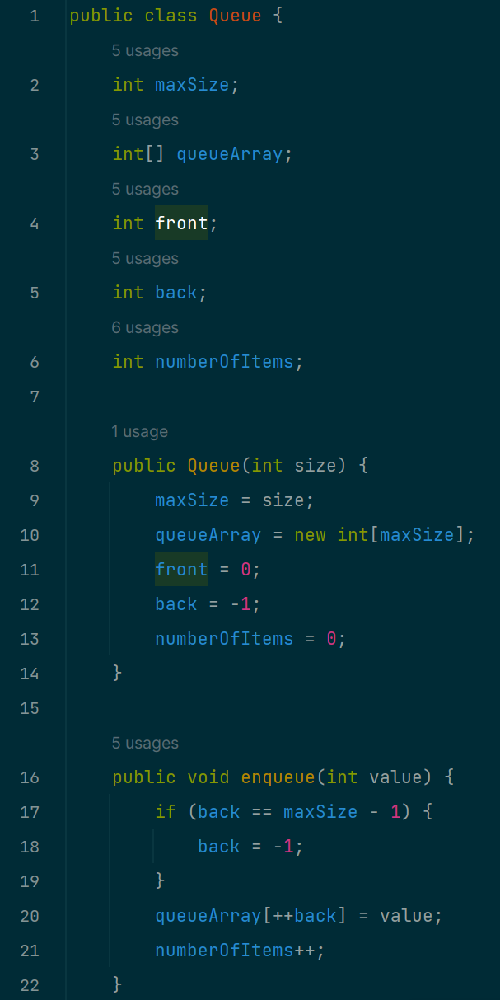 1 public class Queue {
5 usages
2 int maxSize;
5 usages
3 int[] queueArray;
5 usages
4 int front;
5 usages
5 int back;
6 usages
6 int numberOfItems;
7
1 usage
8 public Queue(int size) {
9 maxSize = size;
10 queueArray = new int[maxSize];
11 front = 0;
12 back = -1;
13 numberOfItems = 0;
14 }
15
5 usages
16 public void enqueue(int value) {
17 if (back == maxSize - 1) {
18 back = -1;
19 }
20 queueArray[++back] = value;
21 numberOfItems++;
22 }